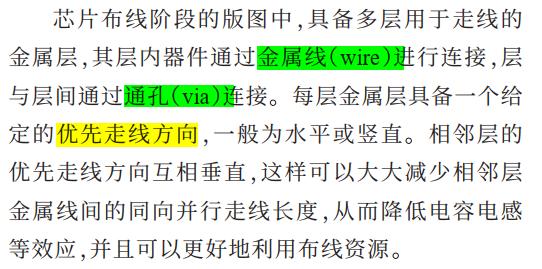 芯片布线阶段的版图中,具备多层用于走线的
金属层,其层内器件通过金属线(wire)进行连接,层
与层间通过通孔(via)连接。每层金属层具备一个给
定的优先走线方向,一般为水平或竖直。相邻层的
优先走线方向互相垂直,这样可以大大减少相邻层
金属线间的同向并行走线长度,从而降低电容电感
等效应,并且可以更好地利用布线资源。